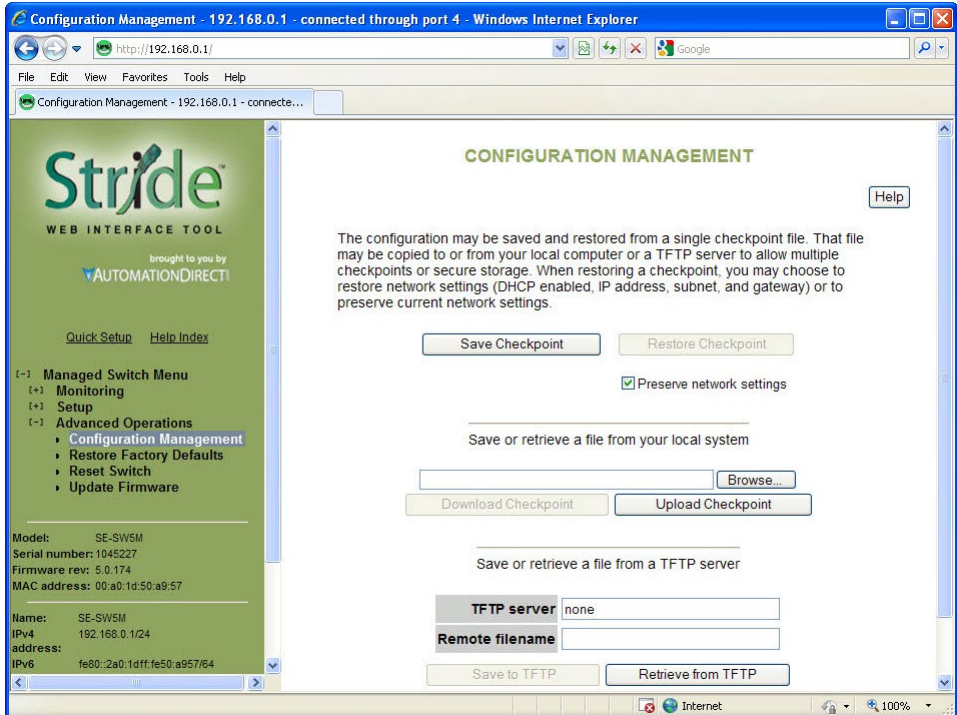 Configuration Management - 192.168.0.1 - connected through port 4 - Windows Internet Explorer
http://192.168.0.1/
Google
File Edit View Favorites Tools Help
Configuration Management - 192.168.0.1 - connecte...
Stride
WEB INTERFACE TOOL
brought to you by
AUTOMATIONDIRECT
Quick Setup Help Index
[-] Managed Switch Menu
[+] Monitoring
[+] Setup
[-] Advanced Operations
Configuration Management
Restore Factory Defaults
Reset Switch
Update Firmware
Model: SE-SW5M
Serial number: 1045227
Firmware rev: 5.0.174
MAC address: 00:a0:1d:50:a9:57
Name: SE-SW5M
IPv4 192.168.0.1/24
address:
IPv6 fe80::2a0:1dff:fe50:a957/64
CONFIGURATION MANAGEMENT
Help
The configuration may be saved and restored from a single checkpoint file. That file
may be copied to or from your local computer or a TFTP server to allow multiple
checkpoints or secure storage. When restoring a checkpoint, you may choose to
restore network settings (DHCP enabled, IP address, subnet, and gateway) or to
preserve current network settings.
Save Checkpoint Restore Checkpoint
Preserve network settings
Save or retrieve a file from your local system
Browse...
Download Checkpoint Upload Checkpoint
Save or retrieve a file from a TFTP server
TFTP server none
Remote filename
Save to TFTP Retrieve from TFTP
Internet 100%